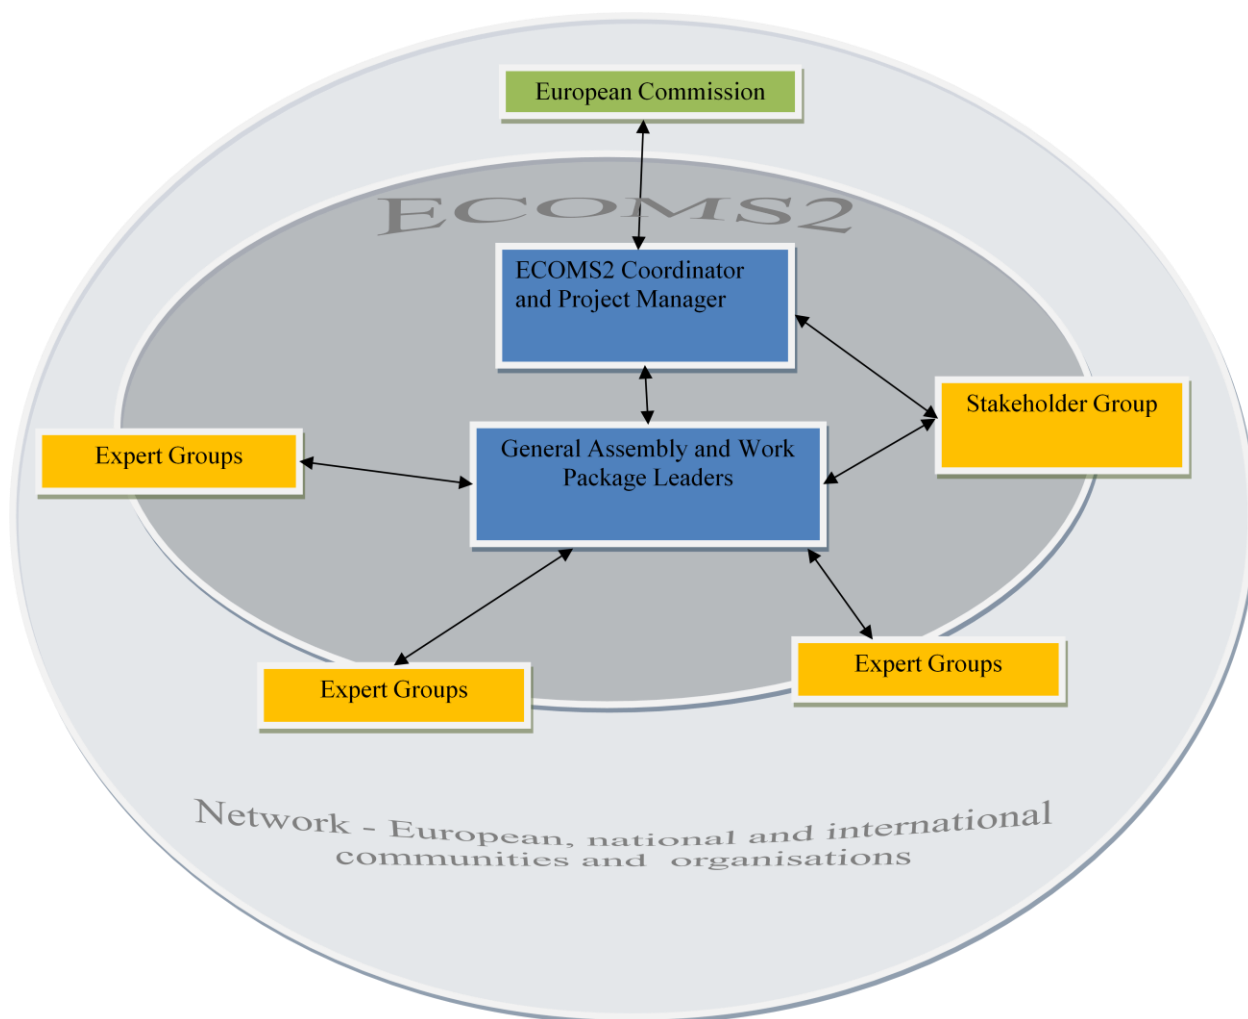 European Commission
ECOMS2
ECOMS2 Coordinator
and Project Manager
Stakeholder Group
General Assembly and Work
Package Leaders
Expert Groups
Expert Groups
Expert Groups
Network - European, national and international
communities and organisations